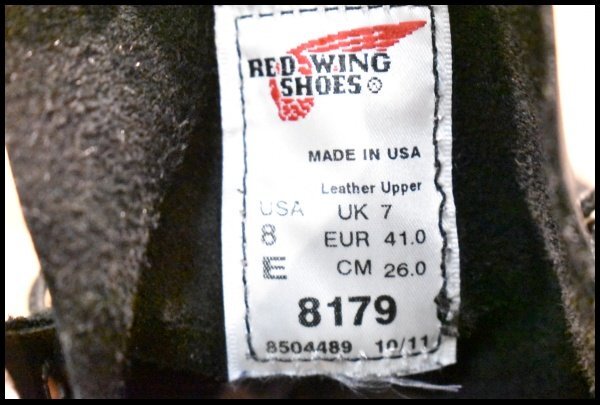 RED WING
SHOES ®
MADE IN USA
Leather Upper
USA UK 7
8 EUR 41.0
E CM 26.0
8179
8504489 10/11